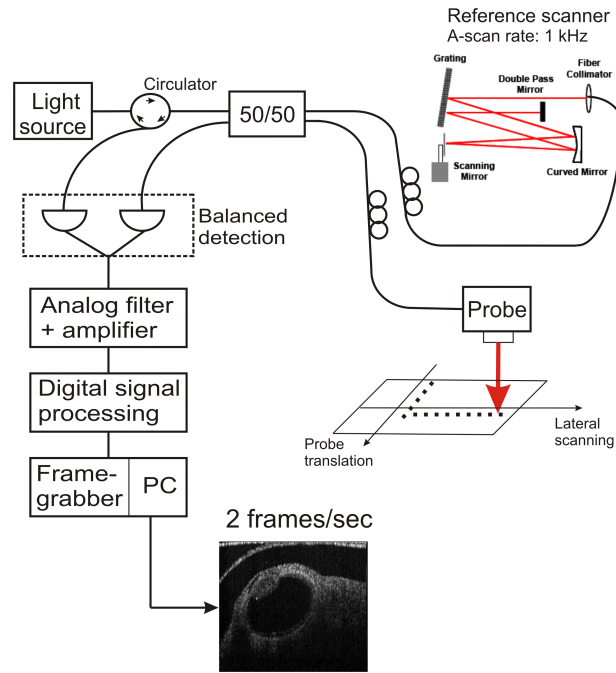 Reference scanner
A-scan rate: 1 kHz
Grating
Fiber
Collimator
Double Pass
Mirror
Circulator
Light
source
50/50
Scanning
Mirror
Curved Mirror
Balanced
detection
Analog filter
+ amplifier
Probe
Digital signal
processing
Lateral
scanning
Probe
translation
Frame-
grabber
PC
2 frames/sec